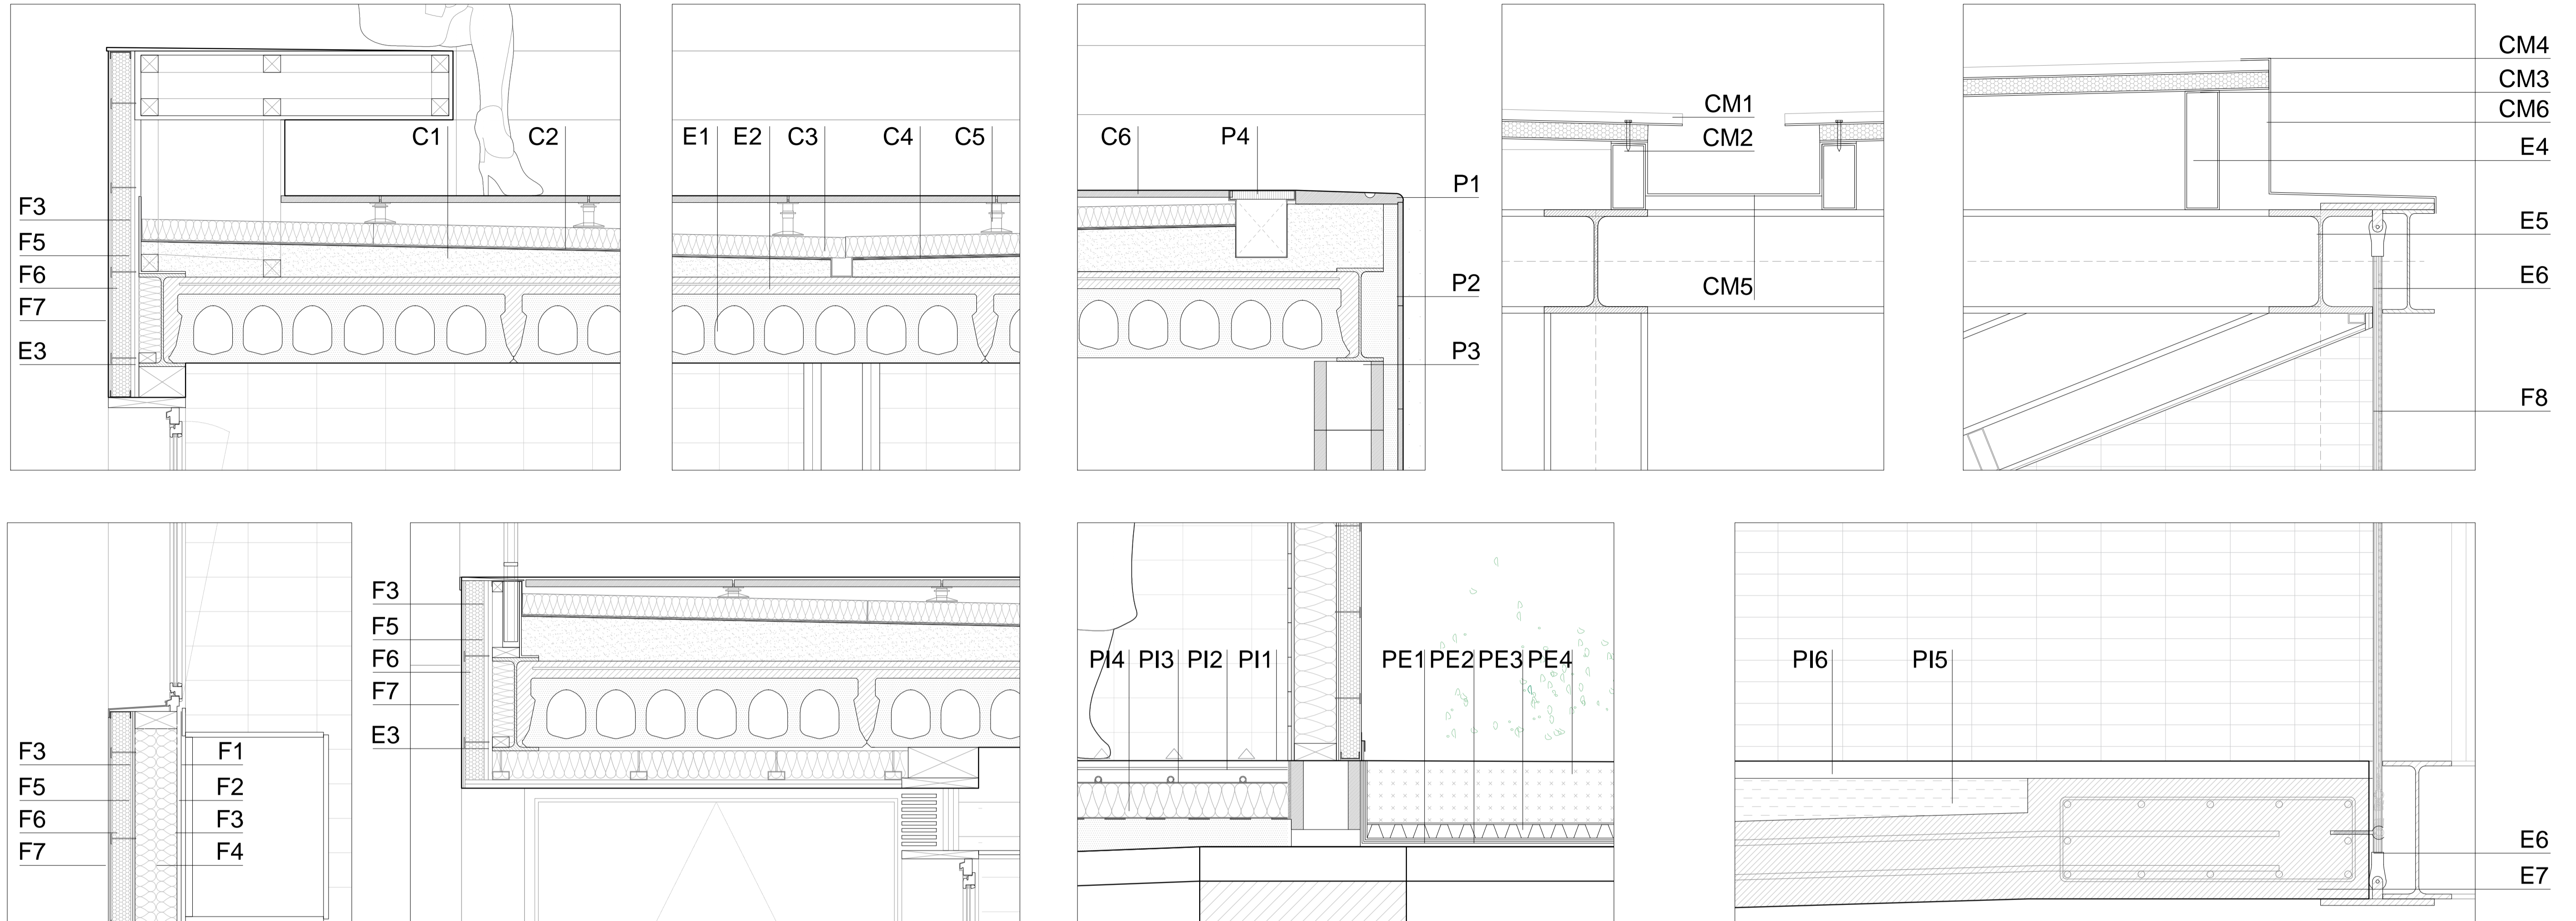 C1 C2
F3
F5
F6
F7
E3
E1 E2 C3 C4 C5
C6 P4
P1
P2
P3
CM1
CM2
CM5
CM4
CM3
CM6
E4
E5
E6
F8
F3 F1
F5 F2
F6 F3
F7 F4
F3
F5
F6
F7
E3
PI4 PI3 PI2 PI1 PE1 PE2 PE3 PE4
PI6 PI5
E6
E7